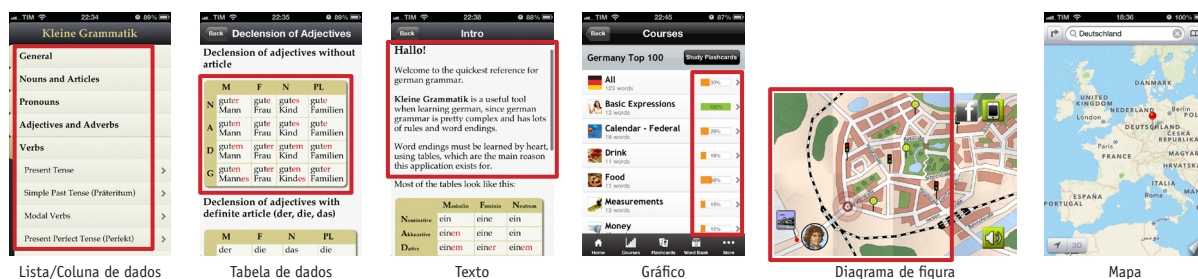 TIM 22:34 89%
Kleine Grammatik
General
Nouns and Articles
Pronouns
Adjectives and Adverbs
Verbs
Present Tense
Simple Past Tense (Präteritum)
Modal Verbs
Present Perfect Tense (Perfekt)
Lista/Coluna de dados
TIM 22:35 89%
Back Declension of Adjectives
Declension of adjectives without
article
M F N PL
N guter gute gutes gute
Mann Frau Kind Familien
A guten gute gutes gute
Mann Frau Kind Familien
D gutem guter gutem guten
Mann Frau Kind Familien
G guten guter guten guter
Mannes Frau Kindes Familien
Declension of adjectives with
definite article (der, die, das)
M F N PL
der die das die
Tabela de dados
TIM 22:38 88%
Back Intro
Hallo!
Welcome to the quickest reference for
german grammar.
Kleine Grammatik is a useful tool
when learning german, since german
grammar is pretty complex and has lots
of rules and word endings.
Word endings must be learned by heart,
using tables, which are the main reason
this application exists for.
Most of the tables look like this:
Maskulin Feminin Neutrum
Nominative ein eine ein
Akkusative einen eine ein
Dative einem einer einem
Texto
TIM 22:45 87%
Back Courses
Germany Top 100 Study Flashcards
All
123 words
30%
Basic Expressions
13 words
100%
Calendar - Federal
19 words
Drink
11 words
Food
11 words
Measurements
13 words
15%
Money
15%
Home Courses Flashcards Word Bank More
Gráfico
Diagrama de figura
TIM 18:36 100%
Deutschland
DANMARK
UNITED
KINGDOM
NEDERLAND
Berlin
POL
London
DEUTSCHLAND
ČESKÁ
REPUBLIKA
Paris
FRANCE
MAGYAR
HRVATSKA
ITALIA
MA
ESPAÑA
PORTUGAL
3D
Mapa